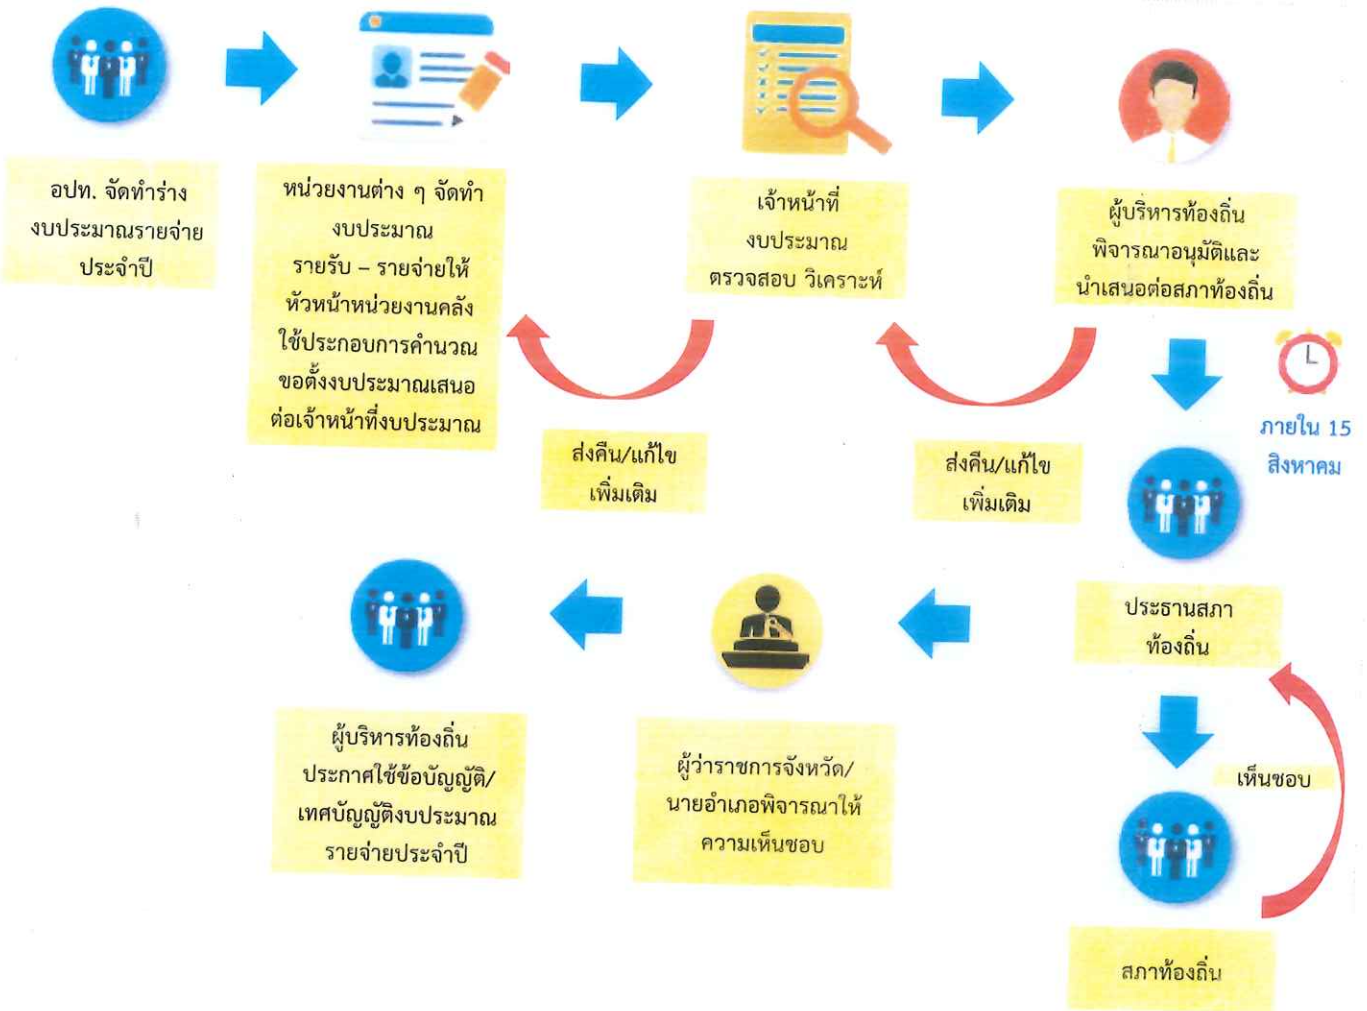 อปท. จัดทำร่าง
งบประมาณรายจ่าย
ประจำปี
หน่วยงานต่าง ๆ จัดทำ
งบประมาณ
รายรับ – รายจ่ายให้
หัวหน้าหน่วยงานคลัง
ใช้ประกอบการคำนวณ
ขอตั้งงบประมาณเสนอ
ต่อเจ้าหน้าที่งบประมาณ
เจ้าหน้าที่
งบประมาณ
ตรวจสอบ วิเคราะห์
ผู้บริหารท้องถิ่น
พิจารณาอนุมัติและ
นำเสนอต่อสภาท้องถิ่น
ส่งคืน/แก้ไข
เพิ่มเติม
ส่งคืน/แก้ไข
เพิ่มเติม
ภายใน 15
สิงหาคม
ประธานสภา
ท้องถิ่น
เห็นชอบ
สภาท้องถิ่น
ผู้ว่าราชการจังหวัด/
นายอำเภอพิจารณาให้
ความเห็นชอบ
ผู้บริหารท้องถิ่น
ประกาศใช้ข้อบัญญัติ/
เทศบัญญัติงบประมาณ
รายจ่ายประจำปี